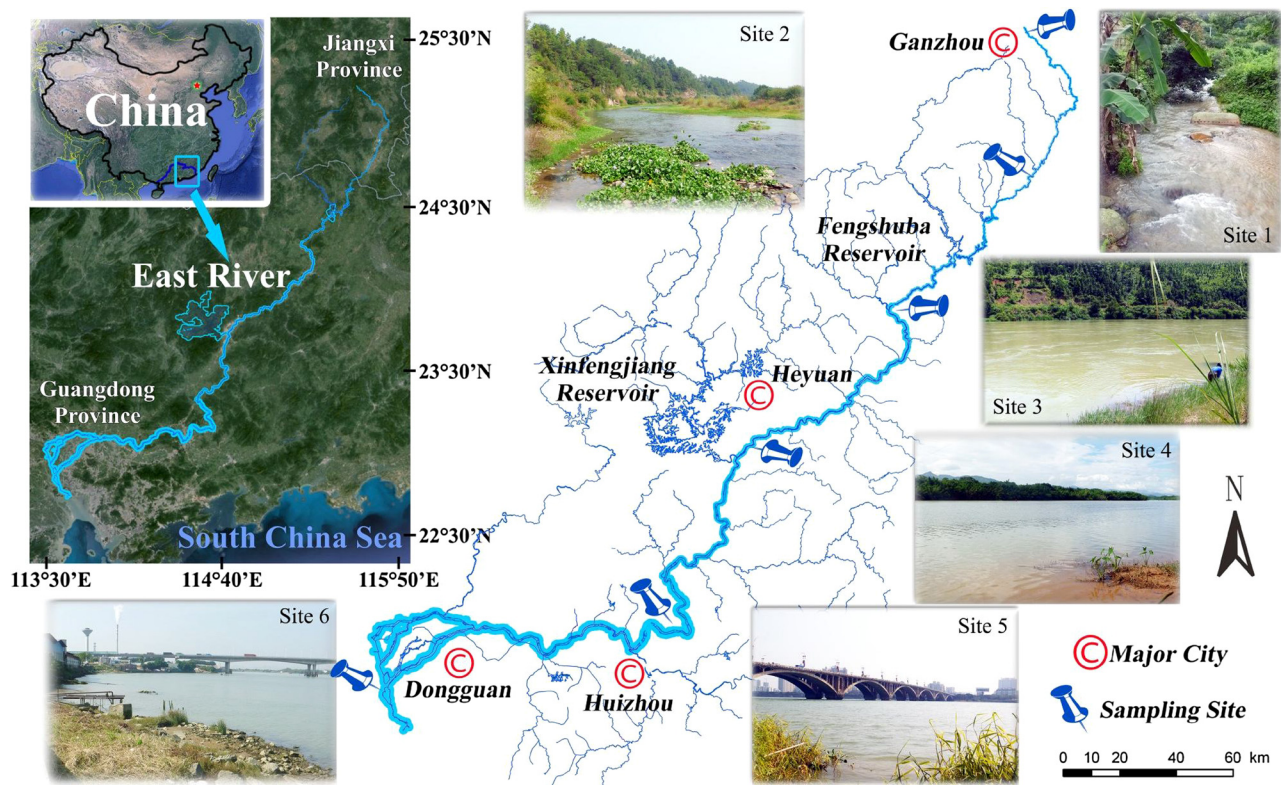 China
Jiangxi
Province
East River
Guangdong
Province
South China Sea
25°30'N
24°30'N
23°30'N
22°30'N
113°30'E
114°40'E
115°50'E
Site 2
Ganzhou
C
Site 1
Fengshuba
Reservoir
Site 3
Xinfengjiang
Reservoir
Heyuan
C
Site 4
N
Site 6
Site 5
C
Dongguan
C
Huizhou
C Major City
Sampling Site
0 10 20 40 60 km